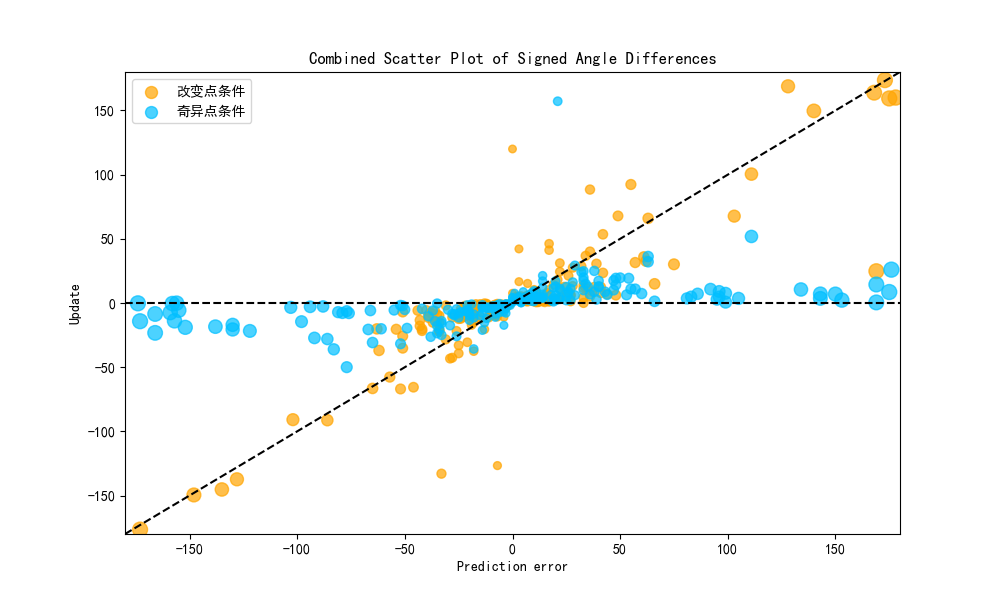 Combined Scatter Plot of Signed Angle Differences
改变点条件
奇异点条件
Update
150
100
50
0
−50
−100
−150
−150
−100
−50
0
50
100
150
Prediction error